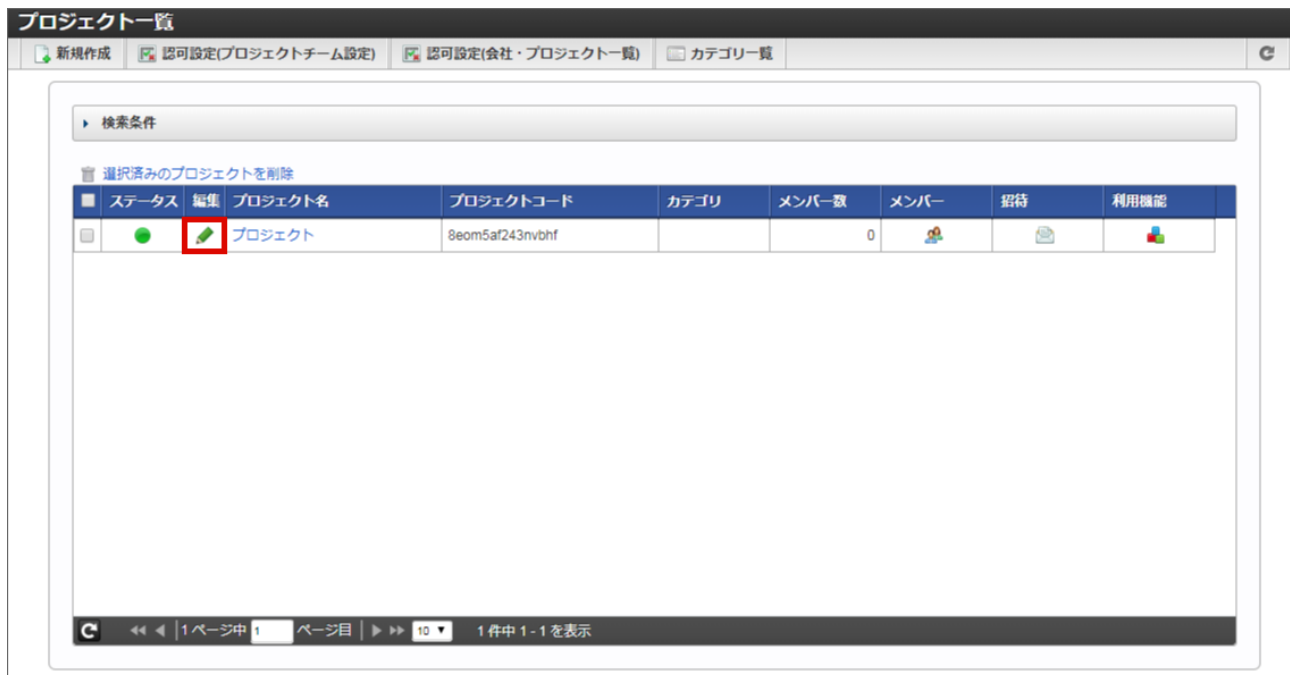 プロジェクト一覧
新規作成 認可設定(プロジェクトチーム設定) 認可設定(会社・プロジェクト一覧) カテゴリ一覧
検索条件
選択済みのプロジェクトを削除
ステータス 編集 プロジェクト名 プロジェクトコード カテゴリ メンバー数 メンバー 招待 利用機能
プロジェクト 8eom5af243nvbhf 0
1 ページ中 1 ページ目 10 1 件中 1 - 1 を表示